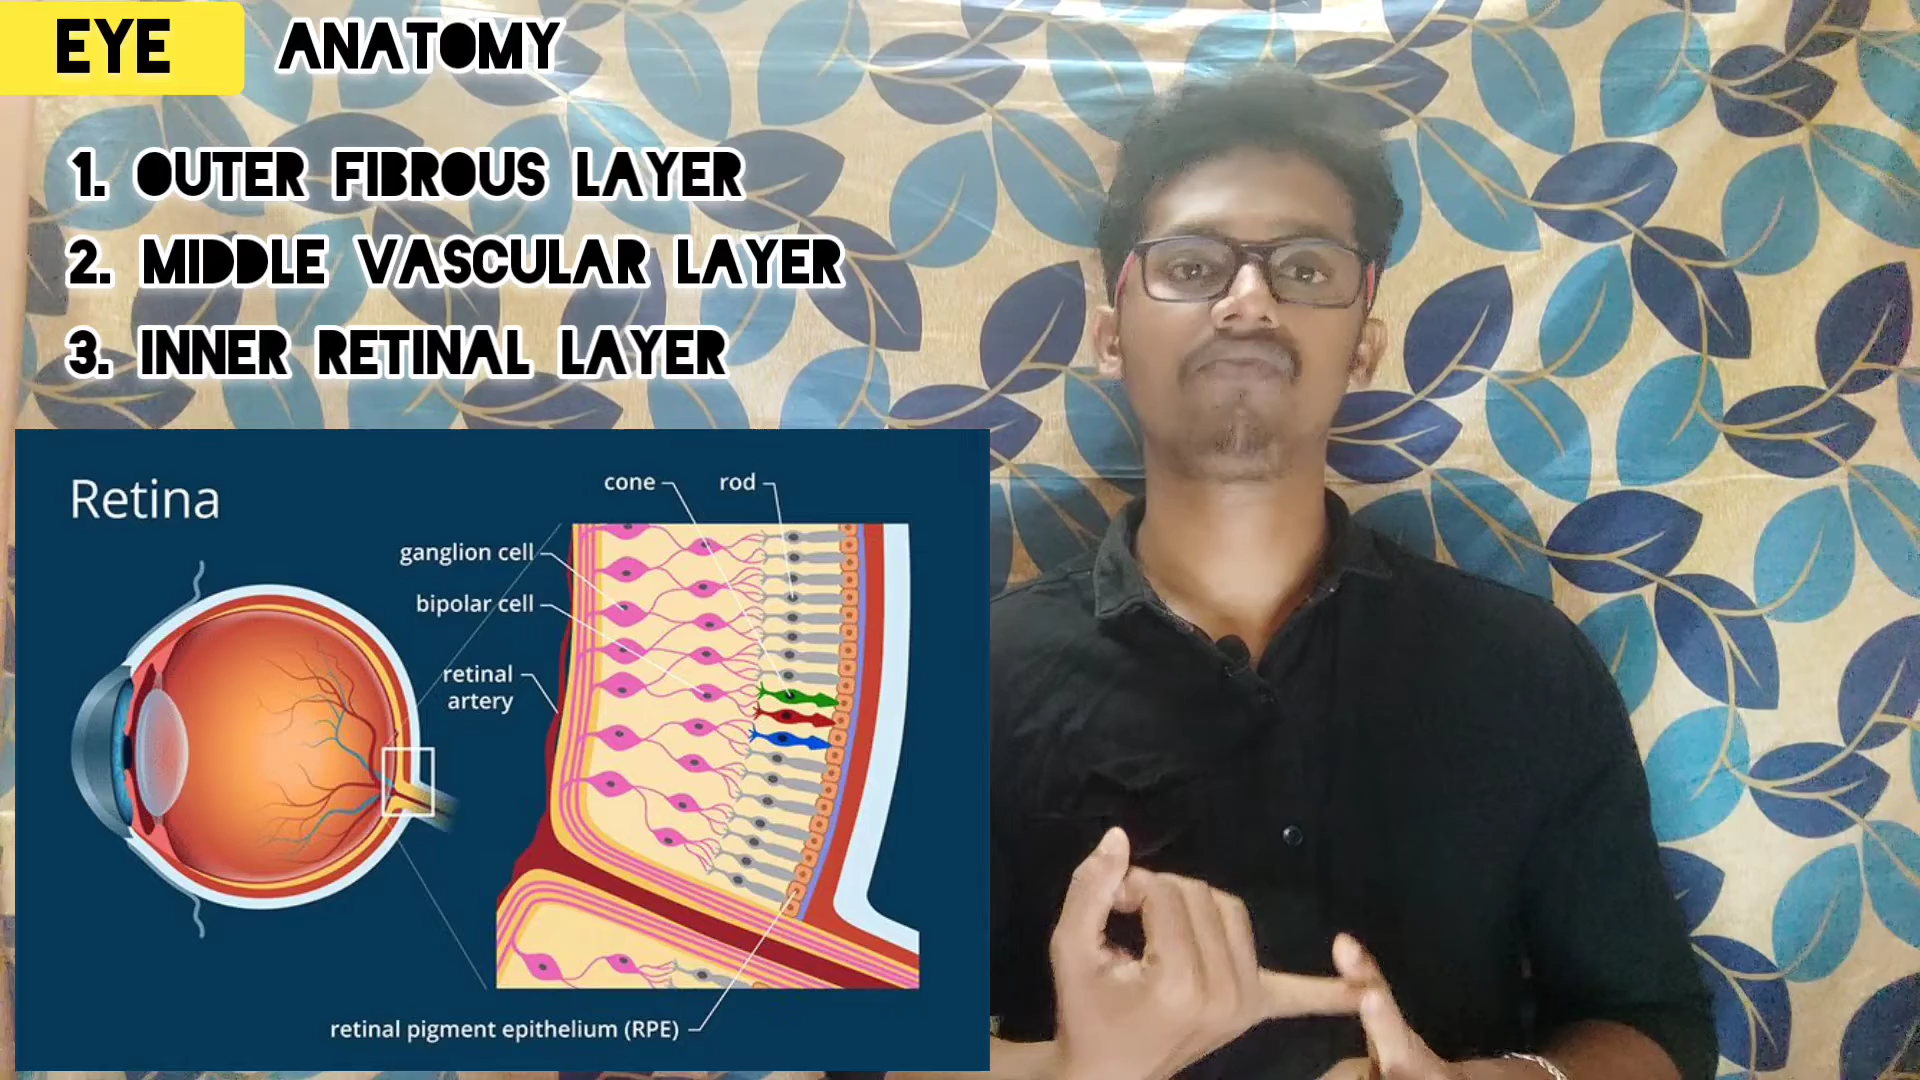 EYE ANATOMY
1. OUTER FIBROUS LAYER
2. MIDDLE VASCULAR LAYER
3. INNER RETINAL LAYER
Retina
cone
rod
ganglion cell
bipolar cell
retinal
artery
retinal pigment epithelium (RPE)